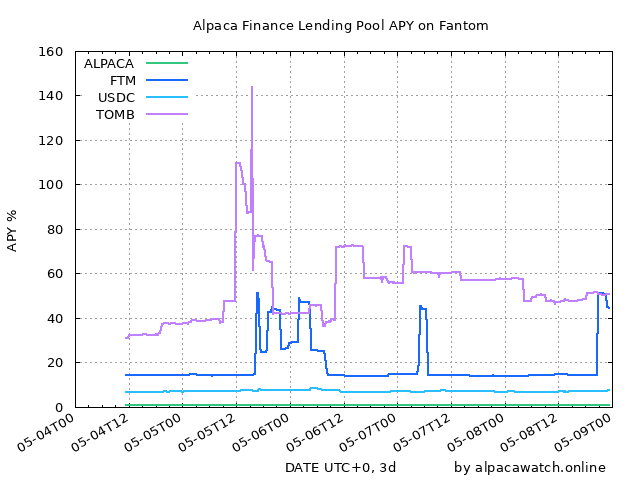 Alpaca Finance Lending Pool APY on Fantom
160
140
120
100
80
60
40
20
0
APY %
ALPACA
FTM
USDC
TOMB
05-04T00
05-04T12
05-05T00
05-05T12
05-06T00
05-06T12
05-07T00
05-07T12
05-08T00
05-08T12
05-09T00
DATE UTC+0, 3d
by alpacawatch.online